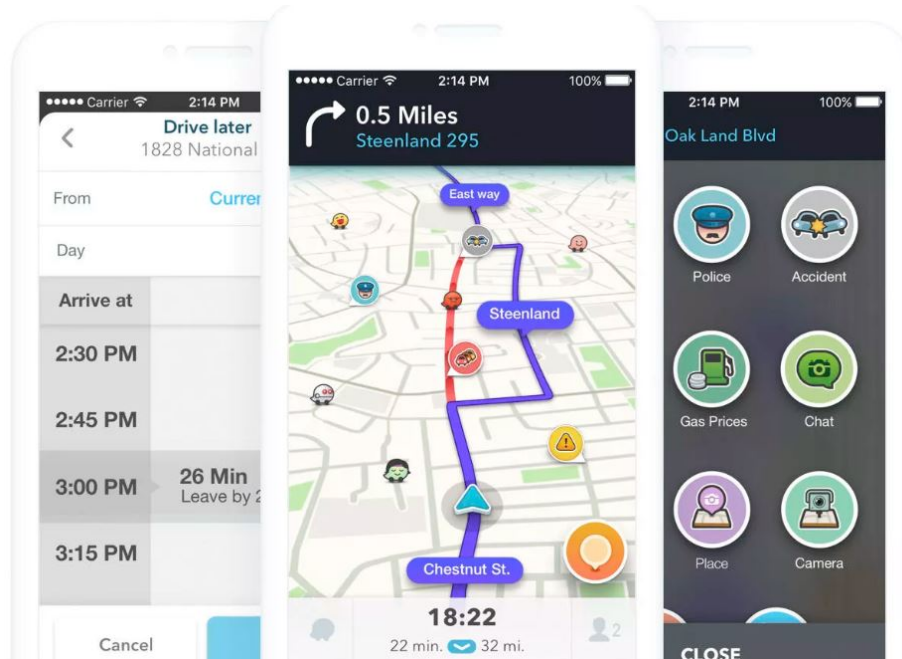 Carrier 2:14 PM
Drive later
1828 National
From Curren
Day
Arrive at
2:30 PM
2:45 PM
3:00 PM
26 Min
Leave by 2
3:15 PM
Cancel
Carrier 2:14 PM 100%
0.5 Miles
Steenland 295
East way
Steenland
Chestnut St.
18:22
22 min. 32 mi.
2
2:14 PM 100%
Oak Land Blvd
Police Accident
Gas Prices Chat
Place Camera
CLOSE